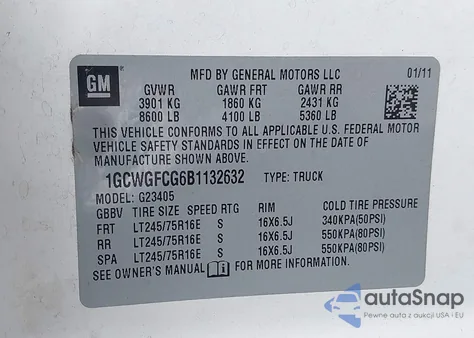 GM
MFD BY GENERAL MOTORS LLC 01/11
GVWR GAWR FRT GAWR RR
3901 KG 1860 KG 2431 KG
8600 LB 4100 LB 5360 LB
THIS VEHICLE CONFORMS TO ALL APPLICABLE U.S. FEDERAL MOTOR
VEHICLE SAFETY STANDARDS IN EFFECT ON THE DATE OF
MANUFACTURE SHOWN ABOVE.
1GCWGFCG6B1132632 TYPE: TRUCK
MODEL: G23405
GBBV TIRE SIZE SPEED RTG RIM COLD TIRE PRESSURE
FRT LT245/75R16E S 16X6.5J 340KPA(50PSI)
RR LT245/75R16E S 16X6.5J 550KPA(80PSI)
SPA LT245/75R16E S 16X6.5J 550KPA(80PSI)
SEE OWNER'S MANUAL FOR MORE INFORMATION
autoSnap
Pewne auta z USA i EU